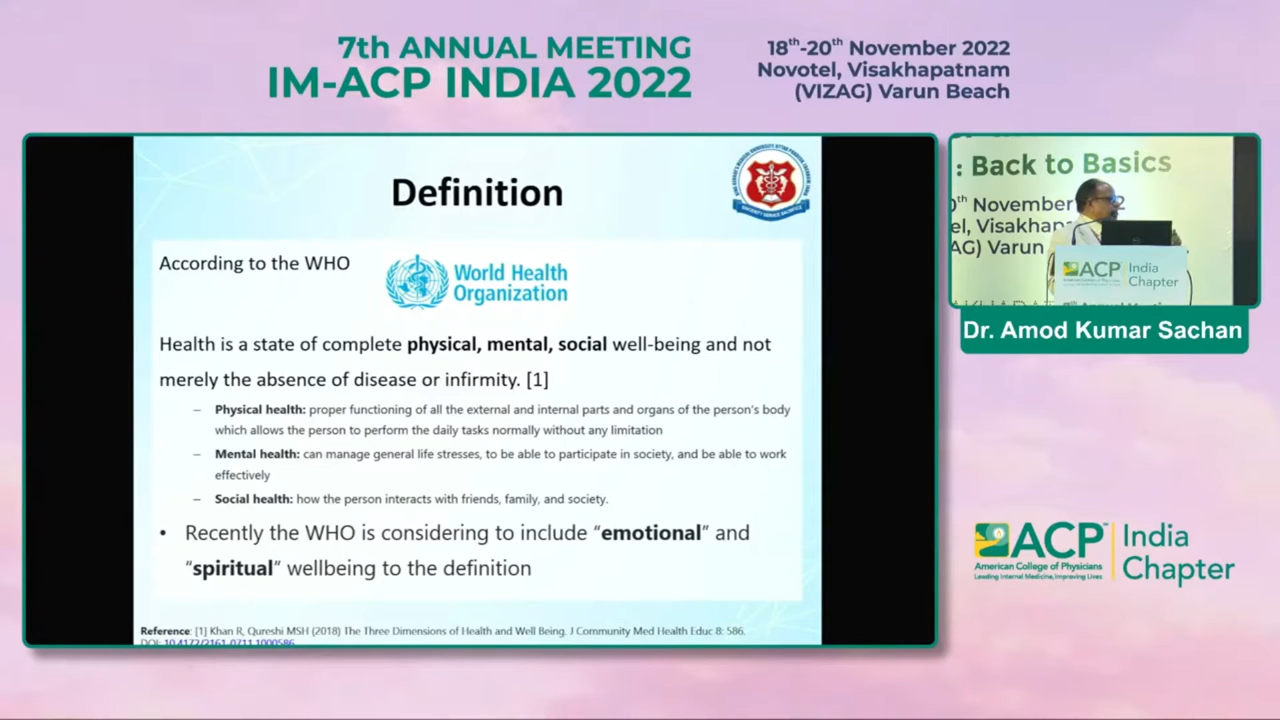 7th ANNUAL MEETING
IM-ACP INDIA 2022
18th-20th November 2022
Novotel, Visakhapatnam
(VIZAG) Varun Beach
Definition
According to the WHO
World Health
Organization
Health is a state of complete physical, mental, social well-being and not
merely the absence of disease or infirmity. [1]
– Physical health: proper functioning of all the external and internal parts and organs of the person's body
which allows the person to perform the daily tasks normally without any limitation
– Mental health: can manage general life stresses, to be able to participate in society, and be able to work
effectively
– Social health: how the person interacts with friends, family, and society.
• Recently the WHO is considering to include “emotional” and
“spiritual” wellbeing to the definition
Reference: [1] Khan R, Qureshi MSH (2018) The Three Dimensions of Health and Well Being. J Community Med Health Educ 8: 586.
DOI: 10.4172/2161-0711.1000586
: Back to Basics
th November 2
el, Visakhap
AG) Varun
ACP India
Chapter
Dr. Amod Kumar Sachan
ACP India
Chapter
American College of Physicians
Leading Internal Medicine, Improving Lives